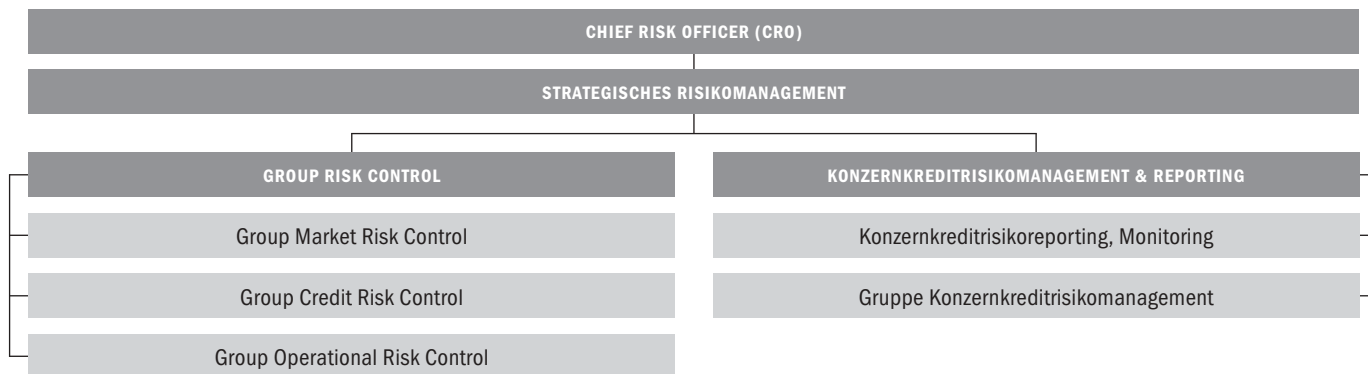 CHIEF RISK OFFICER (CRO)
STRATEGISCHES RISIKOMANAGEMENT
GROUP RISK CONTROL
Group Market Risk Control
Group Credit Risk Control
Group Operational Risk Control
KONZERNKREDITRISIKOMANAGEMENT & REPORTING
Konzernkreditrisikoreporting, Monitoring
Gruppe Konzernkreditrisikomanagement